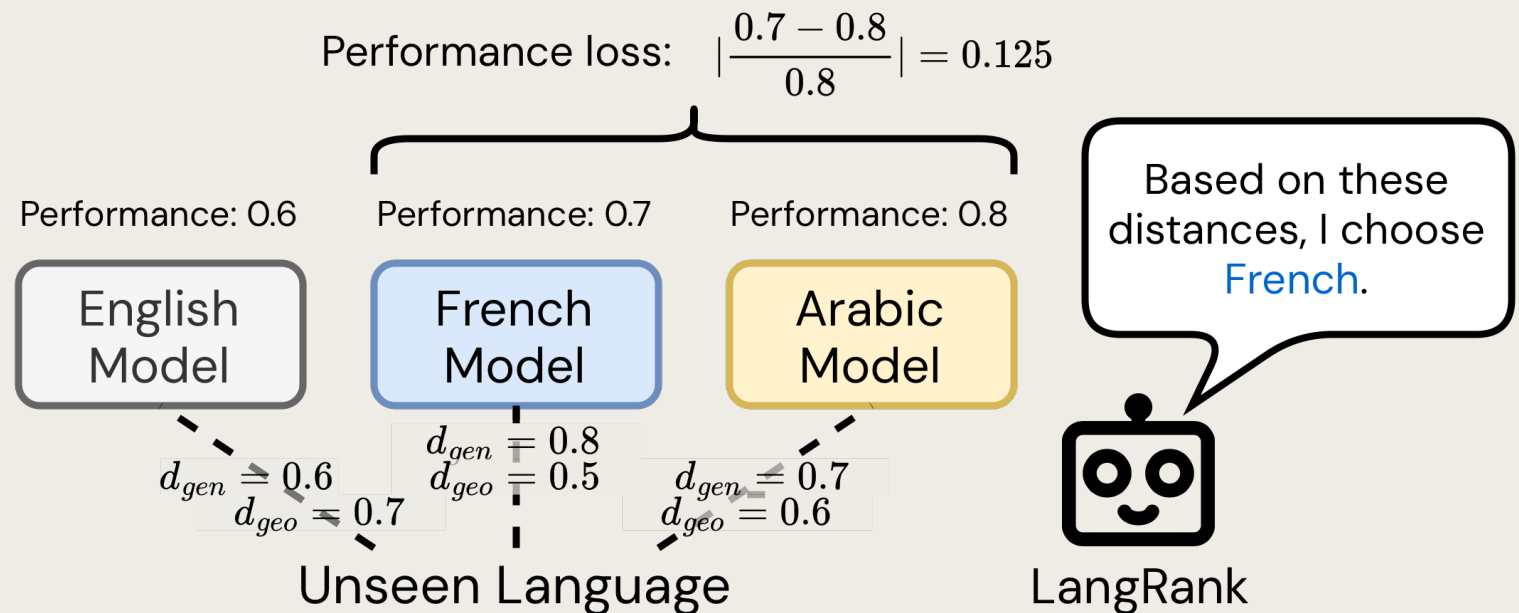 Performance loss: |(0.7 − 0.8)/0.8| = 0.125
Performance: 0.6
Performance: 0.7
Performance: 0.8
English
Model
French
Model
Arabic
Model
Based on these
distances, I choose
French.
d_gen = 0.6
d_geo = 0.7
d_gen = 0.8
d_geo = 0.5
d_gen = 0.7
d_geo = 0.6
Unseen Language
LangRank